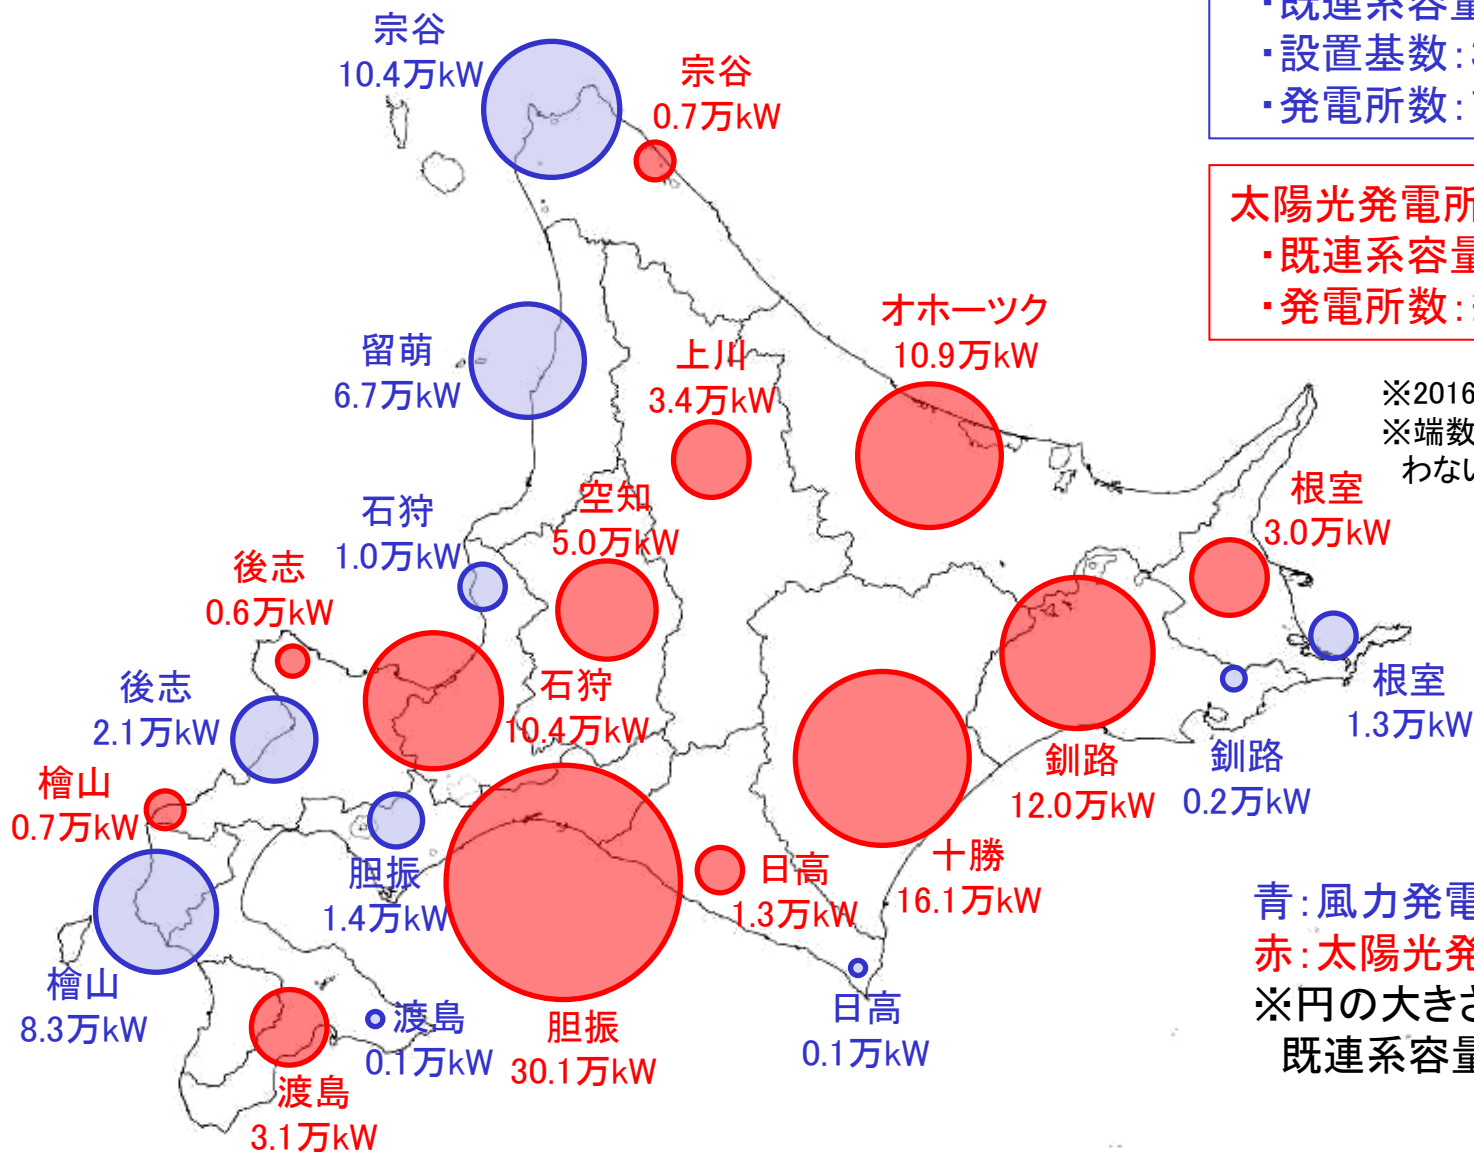 宗谷
10.4万kW
宗谷
0.7万kW
・既連系容量
・設置基数：
・発電所数：
太陽光発電所
・既連系容量
・発電所数：
※2016
※端数
わない
オホーツク
10.9万kW
留萌
6.7万kW
上川
3.4万kW
根室
3.0万kW
石狩
1.0万kW
空知
5.0万kW
後志
0.6万kW
後志
2.1万kW
石狩
10.4万kW
根室
1.3万kW
釧路
12.0万kW
釧路
0.2万kW
檜山
0.7万kW
胆振
1.4万kW
日高
1.3万kW
十勝
16.1万kW
檜山
8.3万kW
渡島
0.1万kW
胆振
30.1万kW
日高
0.1万kW
渡島
3.1万kW
青：風力発電
赤：太陽光発
※円の大きさ
既連系容量